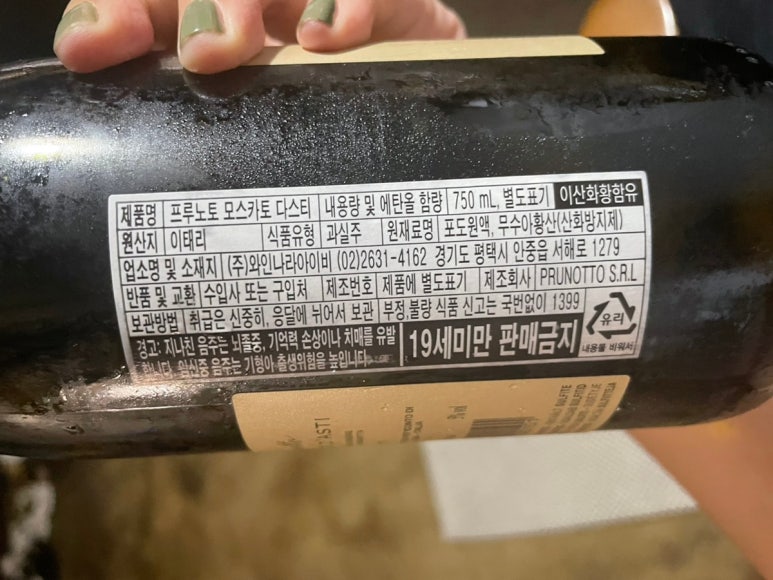 제품명 프루노토 모스카토 다스티 내용량 및 에탄올 함량 750 mL, 별도표기 이산화황함유
원산지 이태리 식품유형 과실주 원재료명 포도원액, 무수아황산(산화방지제)
업소명 및 소재지 (주)와인나라아이비 (02)2631-4162 경기도 평택시 안중읍 서해로 1279
반품 및 교환 수입사 또는 구입처 제조번호 제품에 별도표기 제조회사 PRUNOTTO S.R.L
보관방법 취급은 신중히, 응달에 뉘어서 보관 부정,불량 식품 신고는 국번없이 1399
경고: 지나친 음주는 뇌졸중, 기억력 손상이나 치매를 유발
합니다. 임신중 음주는 기형아 출생위험을 높입니다.
19세미만 판매금지
유리
내용물 비워서
D'ASTI